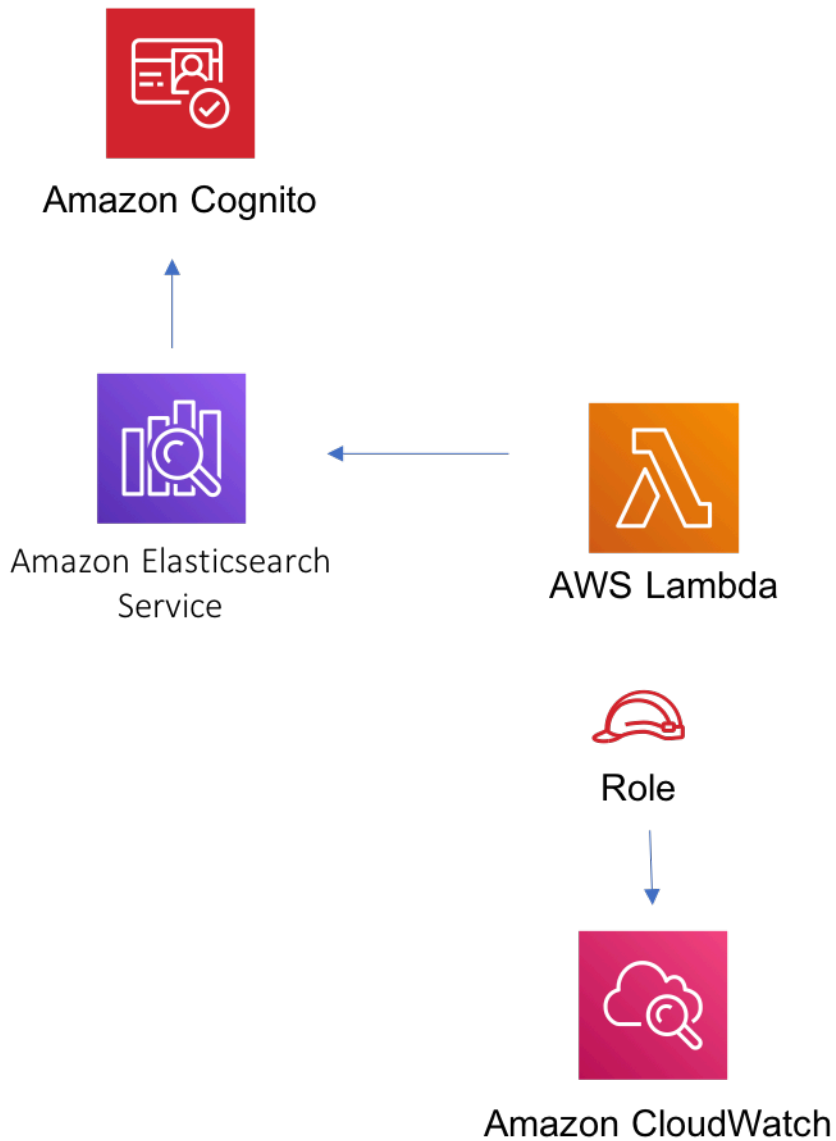 Amazon Cognito
Amazon Elasticsearch
Service
AWS Lambda
Role
Amazon CloudWatch